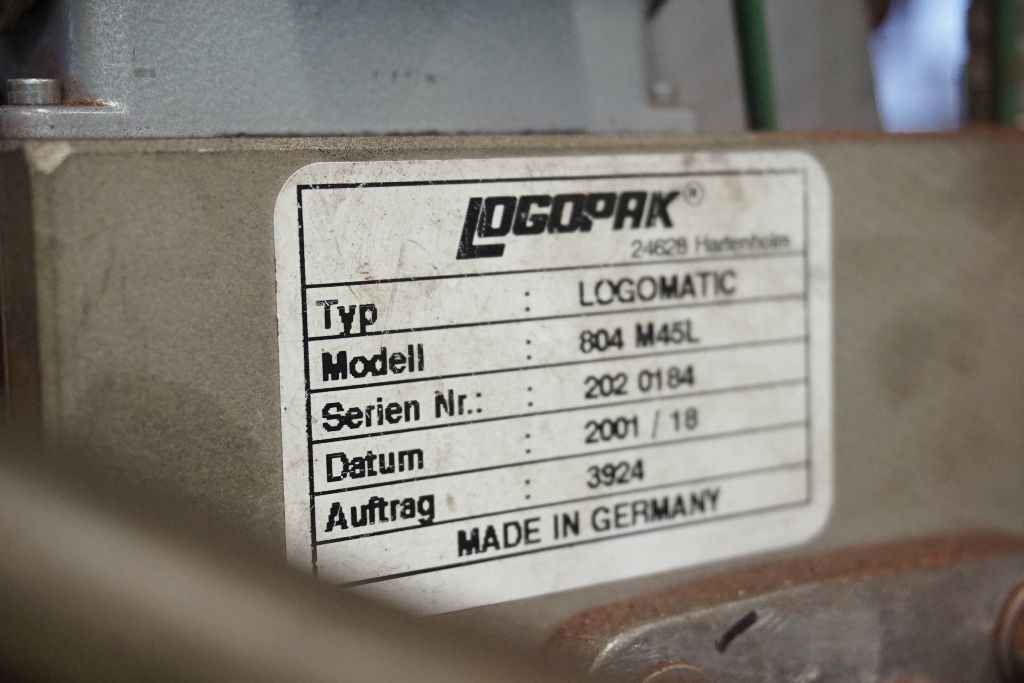 LOGOPAK®
24628 Hartenholm
Typ : LOGOMATIC
Modell : 804 M45L
Serien Nr.: : 202 0184
Datum : 2001 / 18
Auftrag : 3924
MADE IN GERMANY